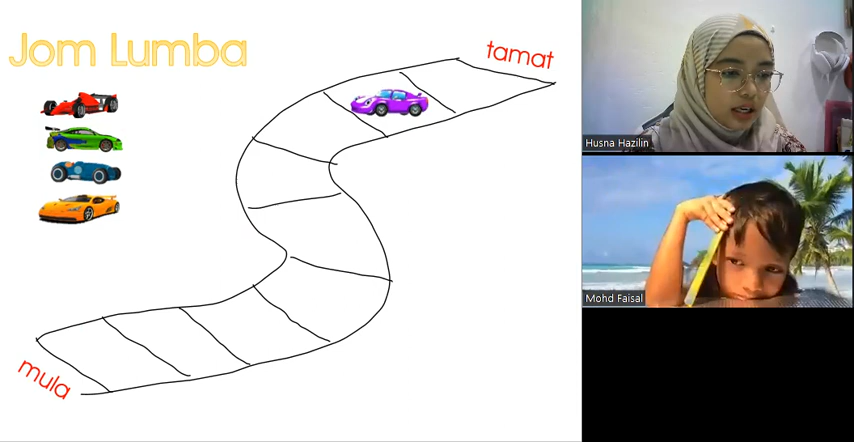 Jom Lumba
tamat
mula
Husna Hazilin
Mohd Faisal